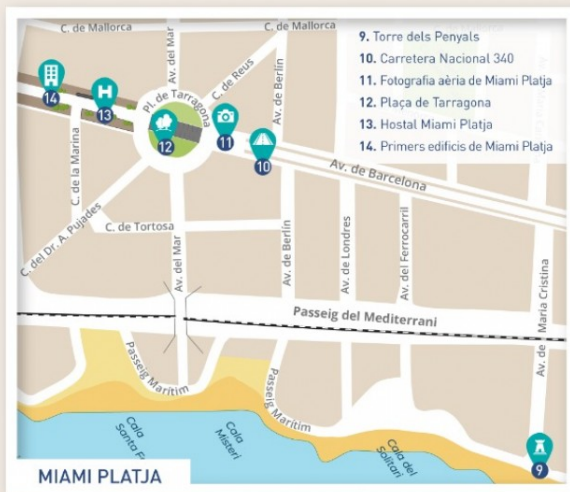 C. de Mallorca
C. de Mallorca
Av. del Mar
C. de Reus
Av. de Berlín
Pl. de Tarragona
9. Torre dels Penyals
10. Carretera Nacional 340
11. Fotografia aèria de Miami Platja
12. Plaça de Tarragona
13. Hostal Miami Platja
14. Primers edificis de Miami Platja
14
H
13
12
11
10
Av. de Barcelona
C. de la Marina
C. del Dr. A. Pujades
C. de Tortosa
Av. del Mar
Av. de Berlín
Av. de Londres
Av. del Ferrocarril
Av. de Maria Cristina
Passeig del Mediterrani
Passeig Marítim
Passeig Marítim
Cala
Cala
Misteri
Cala del
Solitari
9
MIAMI PLATJA